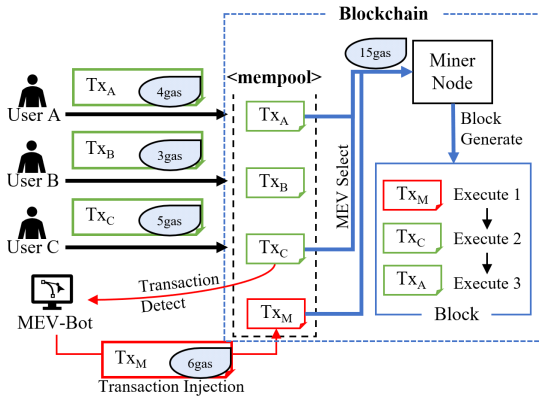 Blockchain
15gas
Miner
Node
<mempool>
Tx_A
4gas
User A
Tx_A
Block
Generate
Tx_B
3gas
User B
Tx_B
MEV Select
Tx_C
5gas
User C
Tx_C
Tx_M Execute 1
Tx_C Execute 2
Tx_A Execute 3
Block
Transaction
Detect
MEV-Bot
Tx_M
Tx_M
6gas
Transaction Injection